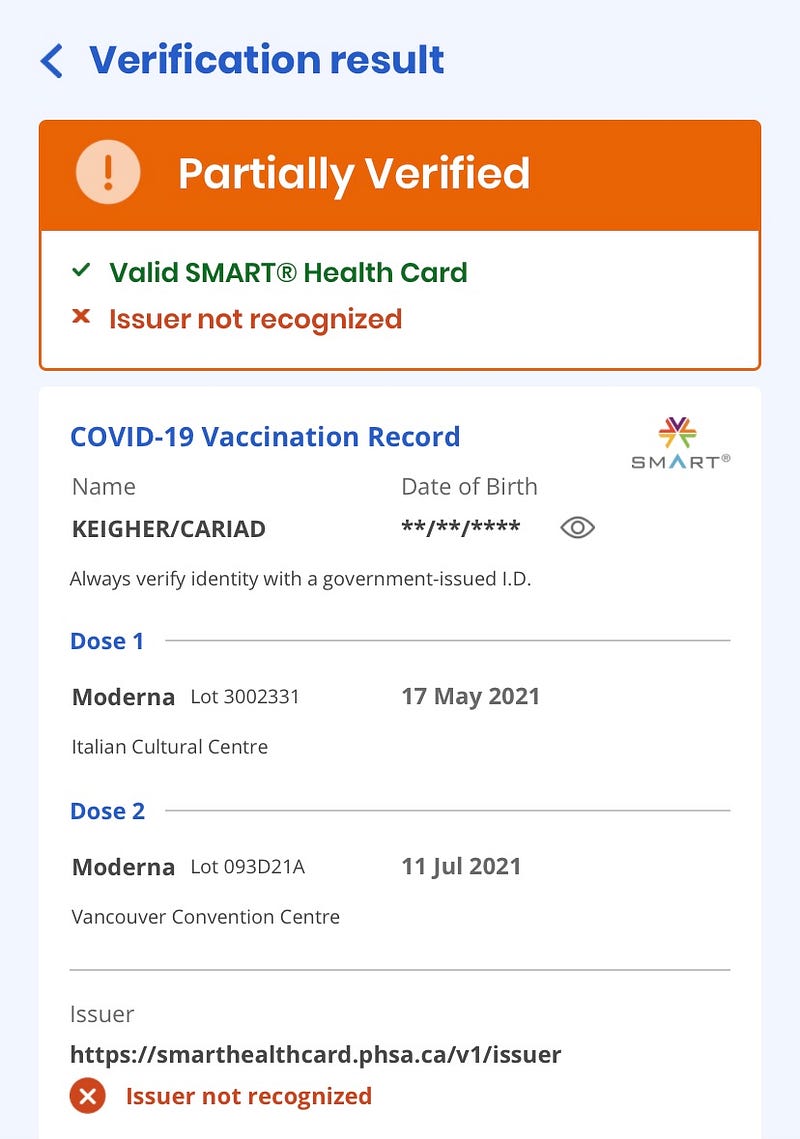 Verification result
Partially Verified
Valid SMART® Health Card
Issuer not recognized
COVID-19 Vaccination Record
SMART®
Name
Date of Birth
KEIGHER/CARIAD
**/**/****
Always verify identity with a government-issued I.D.
Dose 1
Moderna Lot 3002331 17 May 2021
Italian Cultural Centre
Dose 2
Moderna Lot 093D21A 11 Jul 2021
Vancouver Convention Centre
Issuer
https://smarthealthcard.phsa.ca/v1/issuer
Issuer not recognized